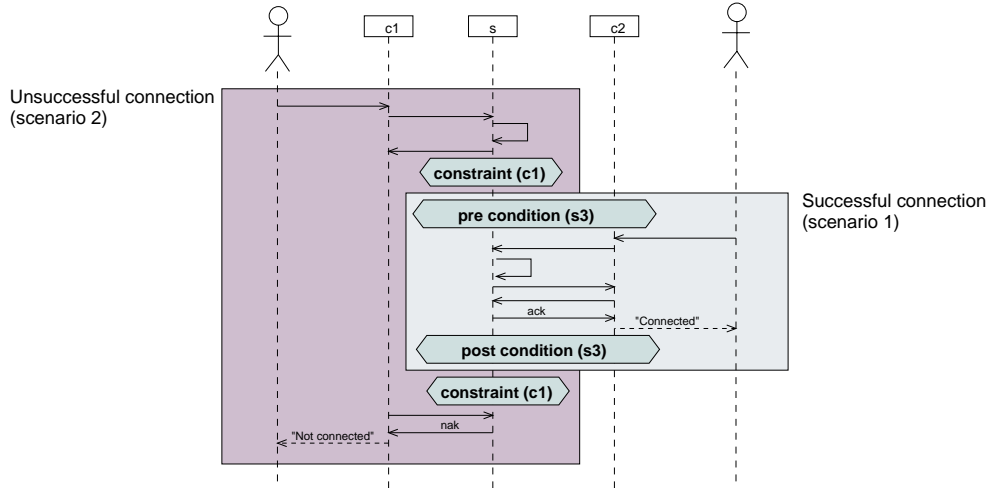 c1
s
c2
Unsuccessful connection
(scenario 2)
constraint (c1)
Successful connection
(scenario 1)
pre condition (s3)
ack
"Connected"
post condition (s3)
constraint (c1)
nak
"Not connected"